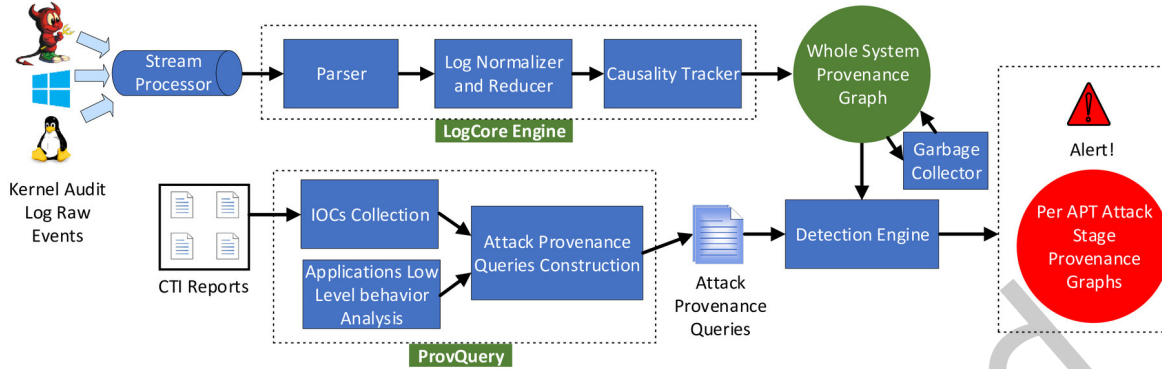 Kernel Audit
Log Raw
Events
Stream
Processor
Parser
Log Normalizer
and Reducer
Causality Tracker
LogCore Engine
Whole System
Provenance
Graph
Garbage
Collector
CTI Reports
IOCs Collection
Applications Low
Level behavior
Analysis
Attack Provenance
Queries Construction
ProvQuery
Attack
Provenance
Queries
Detection Engine
Alert!
Per APT Attack
Stage
Provenance
Graphs